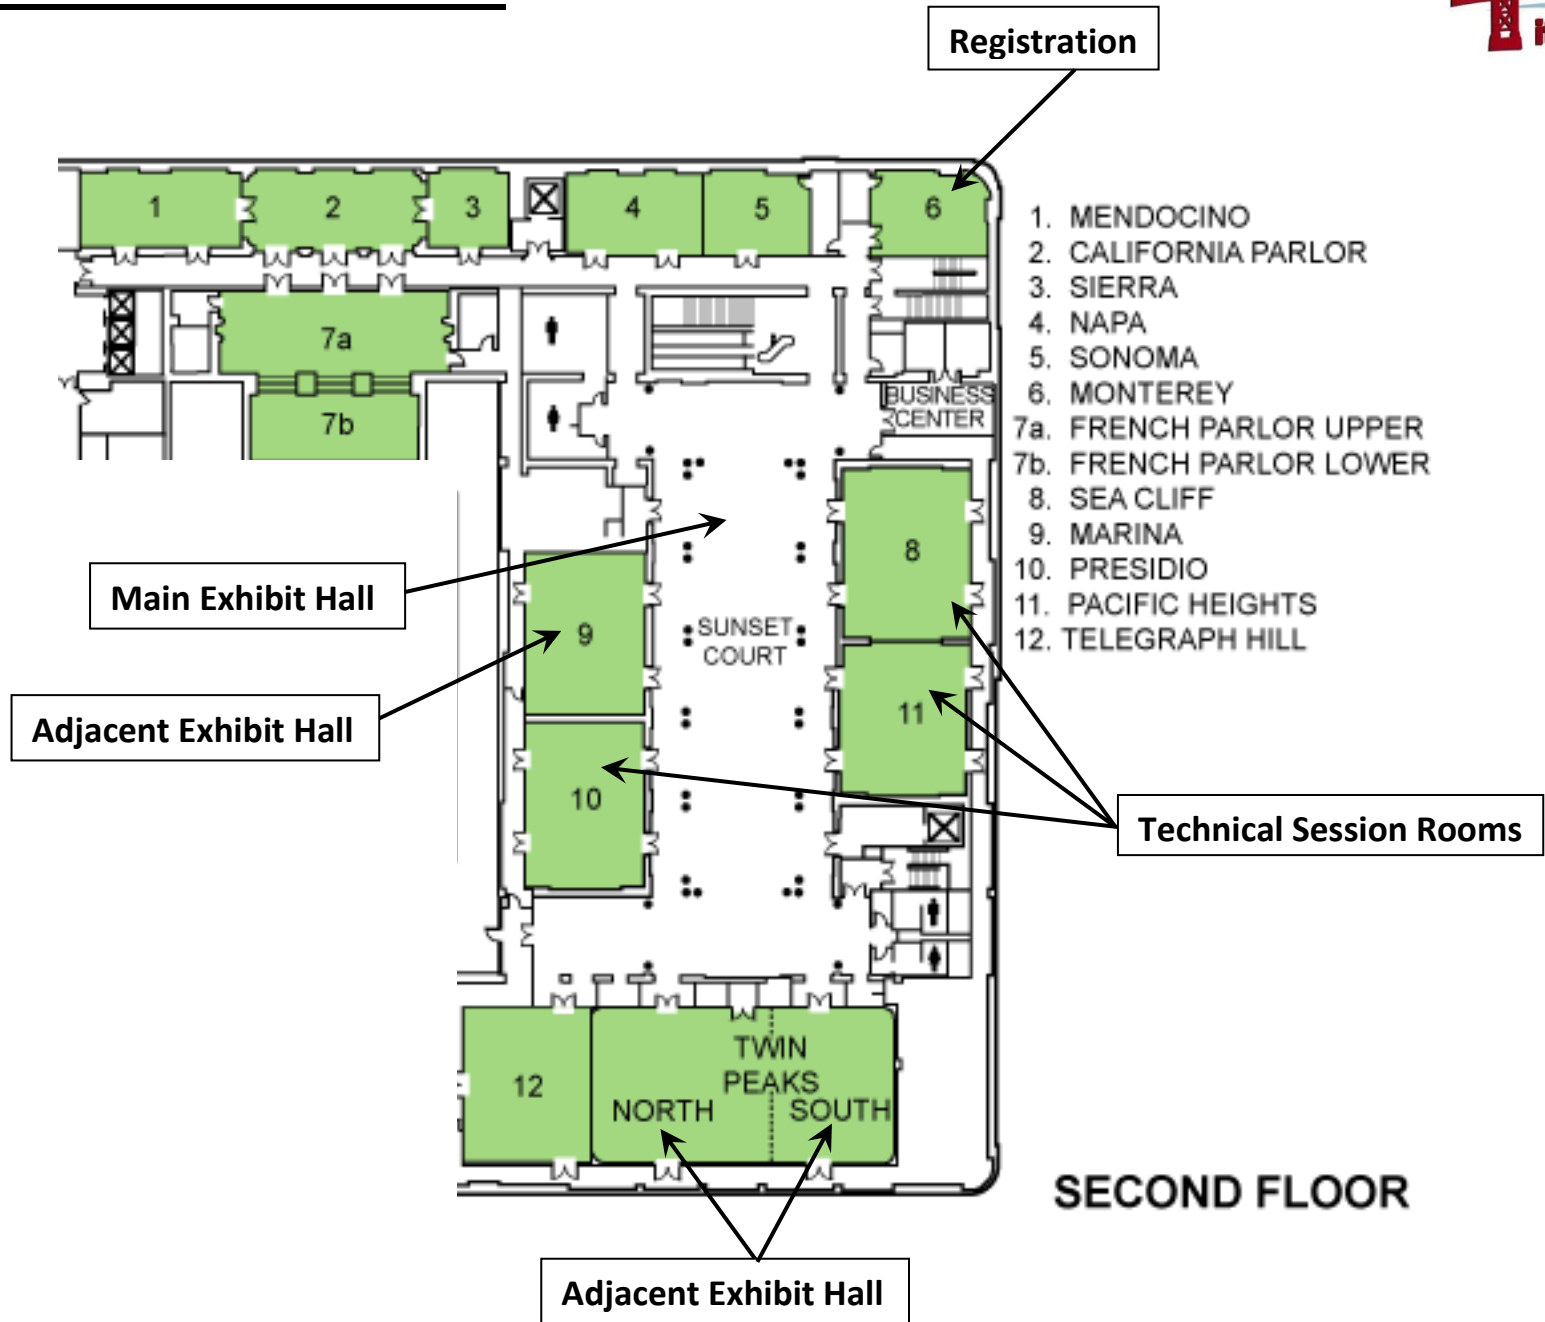 Registration
1
2
3
4
5
6
1. MENDOCINO
2. CALIFORNIA PARLOR
3. SIERRA
4. NAPA
5. SONOMA
6. MONTEREY
7a. FRENCH PARLOR UPPER
7b. FRENCH PARLOR LOWER
8. SEA CLIFF
9. MARINA
10. PRESIDIO
11. PACIFIC HEIGHTS
12. TELEGRAPH HILL
7a
7b
BUSINESS
CENTER
8
Main Exhibit Hall
9
SUNSET
COURT
Adjacent Exhibit Hall
11
10
Technical Session Rooms
12
TWIN
PEAKS
NORTH
SOUTH
SECOND FLOOR
Adjacent Exhibit Hall